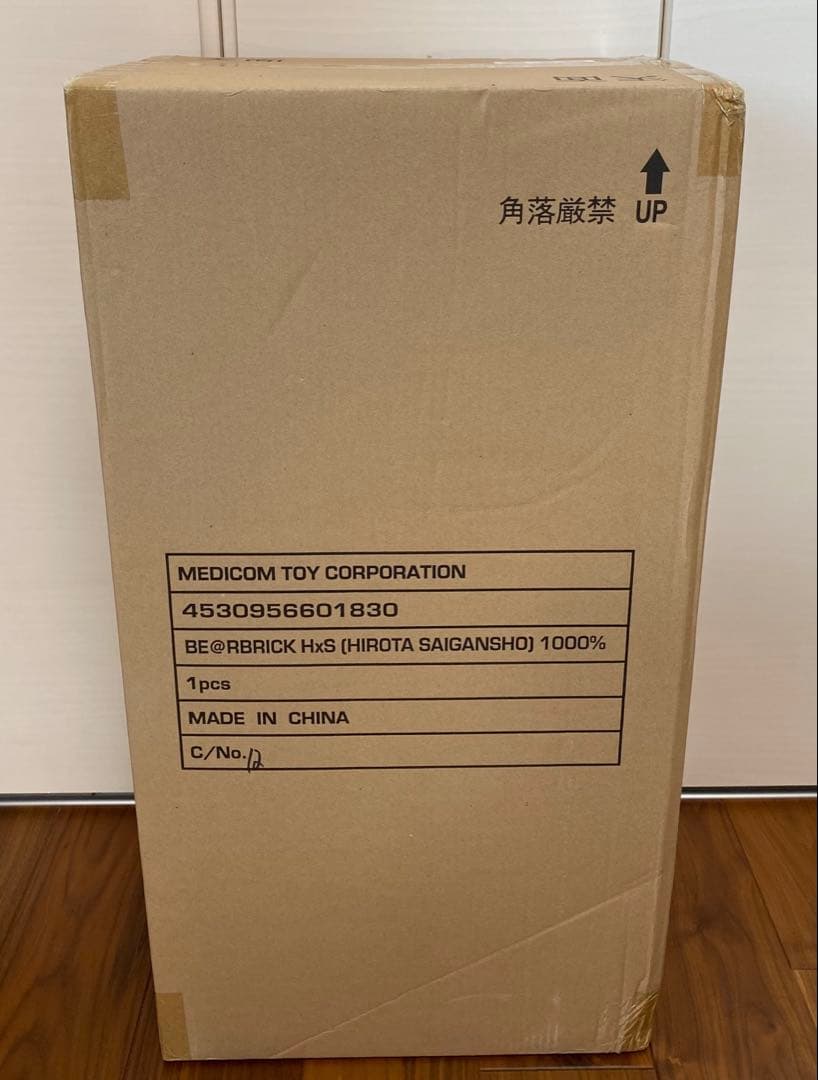 角落厳禁 UP
MEDICOM TOY CORPORATION
4530956601830
BE@RBRICK HxS (HIROTA SAIGANSHO) 1000%
1pcs
MADE IN CHINA
C/No.12